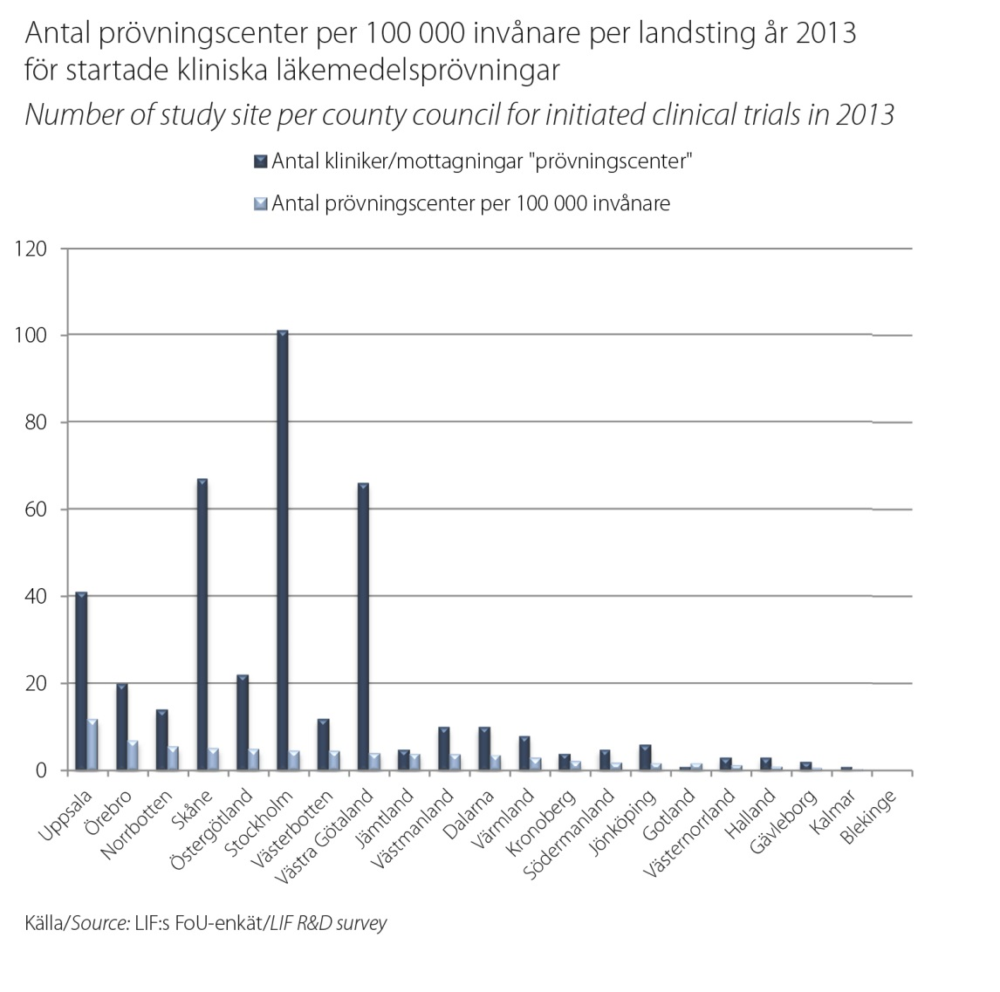 Antal prövningscenter per 100 000 invånare per landsting år 2013
för startade kliniska läkemedelsprövningar
Number of study site per county council for initiated clinical trials in 2013
Antal kliniker/mottagningar "prövningscenter"
Antal prövningscenter per 100 000 invånare
120
100
80
60
40
20
0
Uppsala
Örebro
Norrbotten
Skåne
Östergötland
Stockholm
Västerbotten
Västra Götaland
Jämtland
Västmanland
Dalarna
Värmland
Kronoberg
Södermanland
Jönköping
Gotland
Västernorrland
Halland
Gävleborg
Kalmar
Blekinge
Källa/Source: LIF:s FoU-enkät/LIF R&D survey